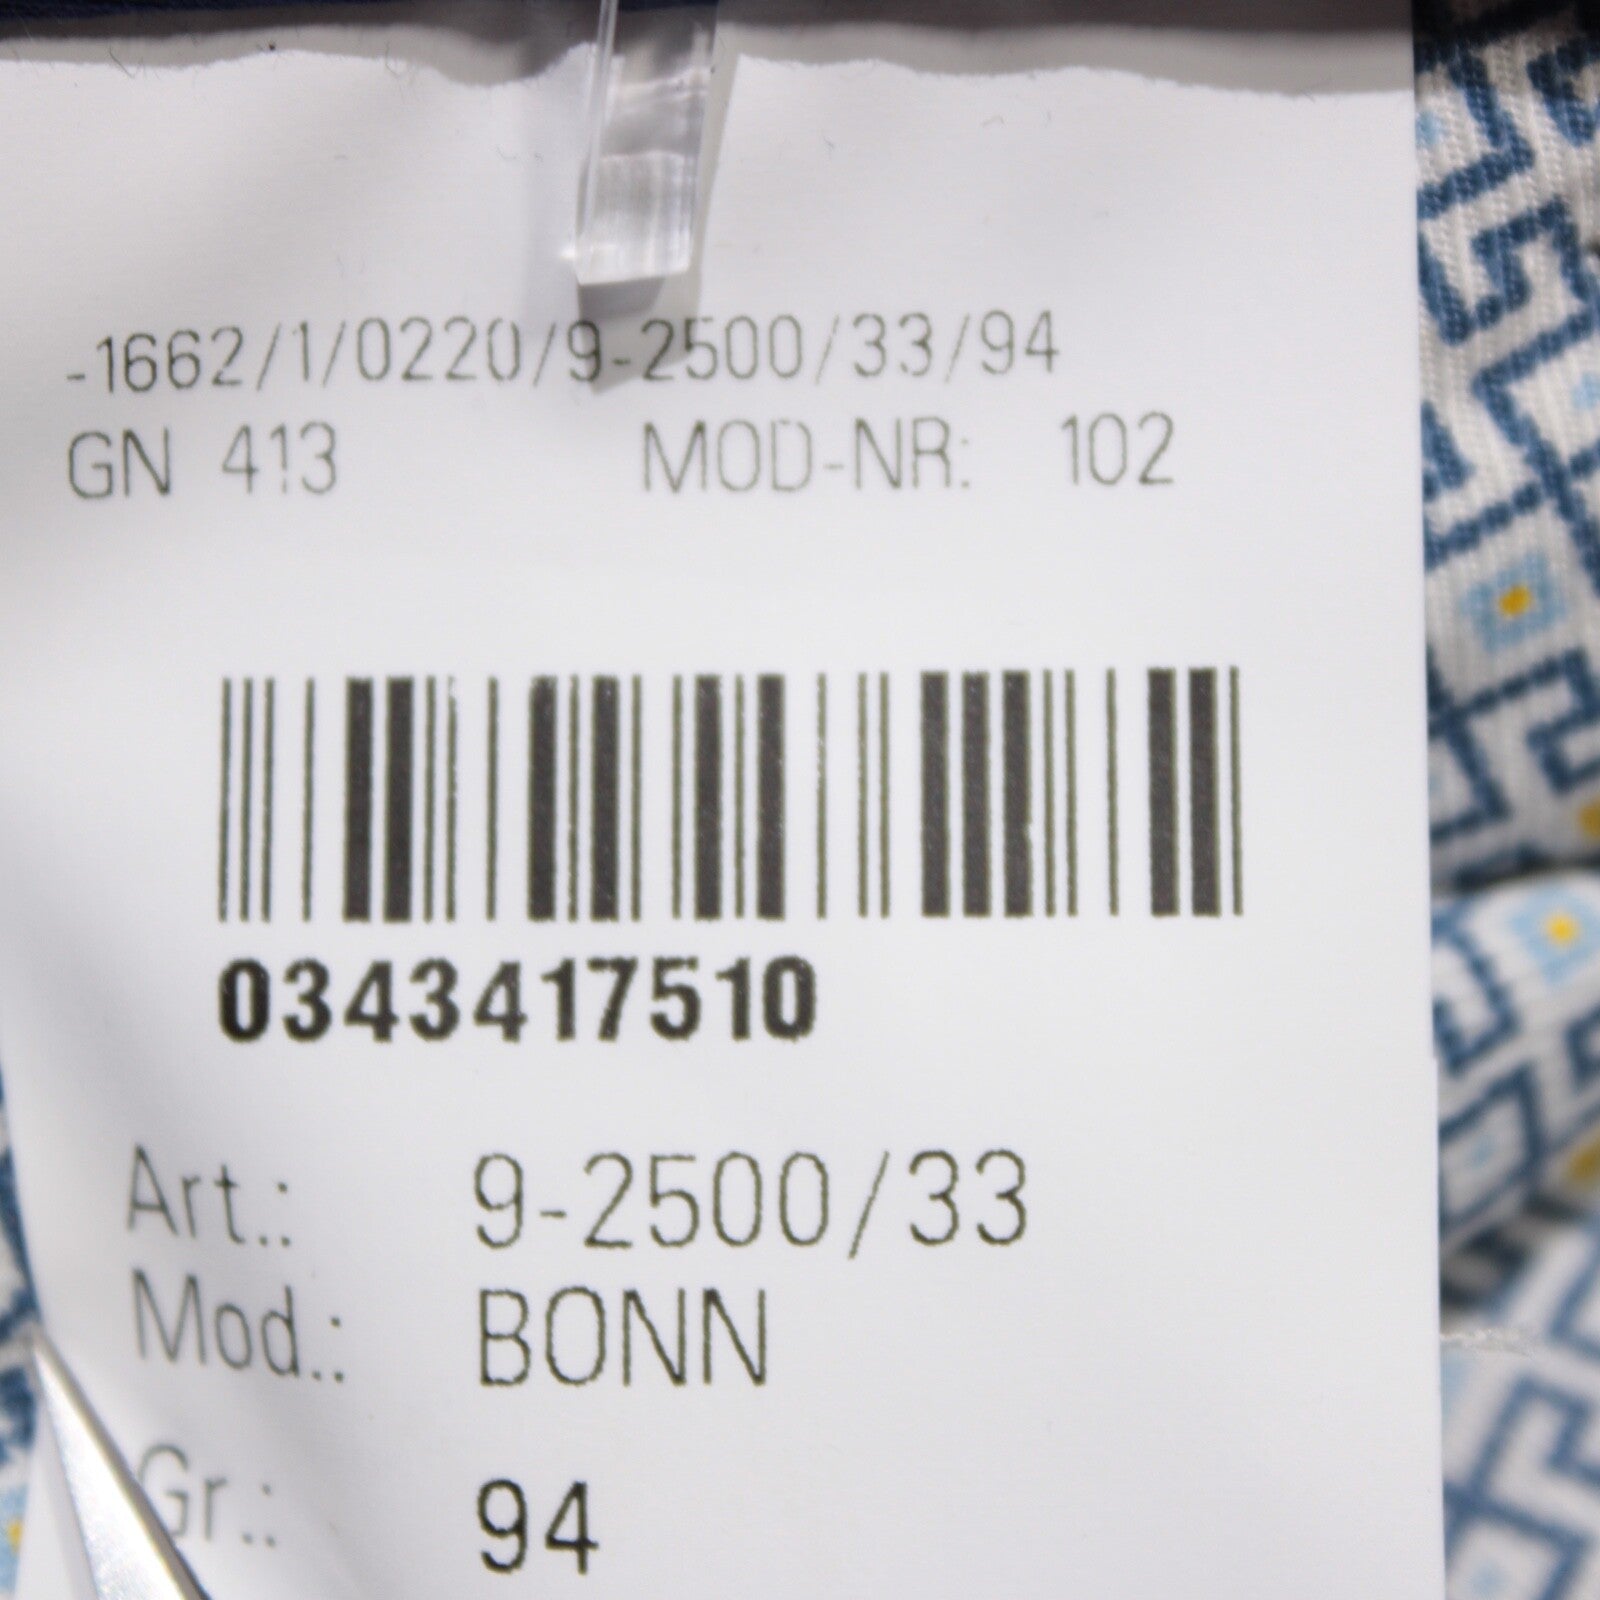 -1662/1/0220/9-2500/33/94
GN 413 MOD-NR: 102
0343417510
Art.: 9-2500/33
Mod.: BONN
Gr.: 94